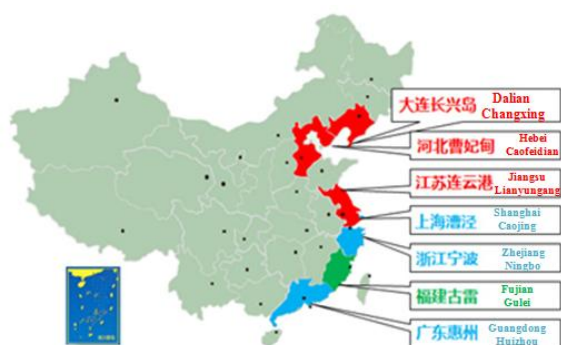 大连长兴岛 Dalian
Changxing
河北曹妃甸 Hebei
Caofeidian
江苏连云港 Jiangsu
Lianyungang
上海漕泾 Shanghai
Caojing
浙江宁波 Zhejiang
Ningbo
福建古雷 Fujian
Gulei
广东惠州 Guangdong
Huizhou